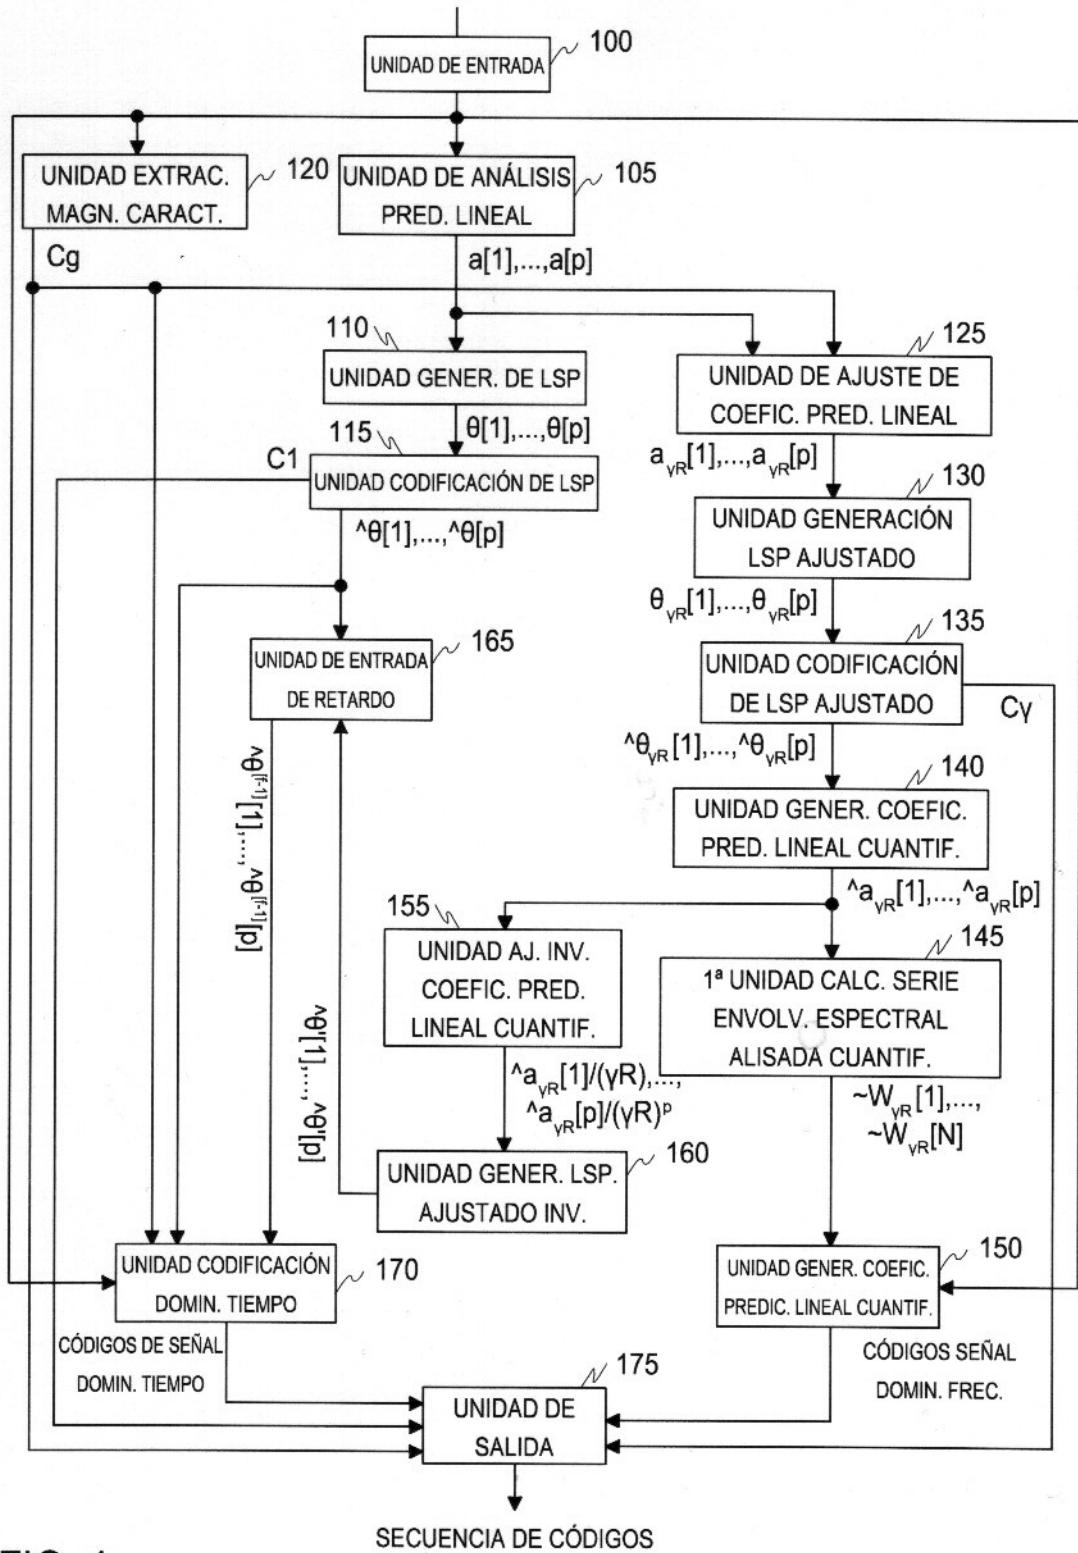 100
UNIDAD DE ENTRADA
UNIDAD EXTRAC.
MAGN. CARACT.
120
UNIDAD DE ANÁLISIS
PRED. LINEAL
105
Cg
a[1],...,a[p]
110
UNIDAD GENER. DE LSP
125
UNIDAD DE AJUSTE DE
COEFIC. PRED. LINEAL
θ[1],...,θ[p]
115
C1
UNIDAD CODIFICACIÓN DE LSP
a_γR[1],...,a_γR[p]
130
UNIDAD GENERACIÓN
LSP AJUSTADO
^θ[1],...,^θ[p]
θ_γR[1],...,θ_γR[p]
135
165
UNIDAD DE ENTRADA
DE RETARDO
UNIDAD CODIFICACIÓN
DE LSP AJUSTADO
Cγ
^θ_γR[1],...,^θ_γR[p]
140
UNIDAD GENER. COEFIC.
PRED. LINEAL CUANTIF.
^θ[f-1][1],...,^θ[f-1][p]
^a_γR[1],...,^a_γR[p]
155
UNIDAD AJ. INV.
COEFIC. PRED.
LINEAL CUANTIF.
145
1ª UNIDAD CALC. SERIE
ENVOLV. ESPECTRAL
ALISADA CUANTIF.
^θ'[1],...,^θ'[p]
^a_γR[1]/(γR),...,
^a_γR[p]/(γR)^p
~W_γR[1],...,
~W_γR[N]
160
UNIDAD GENER. LSP.
AJUSTADO INV.
UNIDAD CODIFICACIÓN
DOMIN. TIEMPO
170
150
UNIDAD GENER. COEFIC.
PREDIC. LINEAL CUANTIF.
CÓDIGOS DE SEÑAL
DOMIN. TIEMPO
CÓDIGOS SEÑAL
DOMIN. FREC.
175
UNIDAD DE
SALIDA
SECUENCIA DE CÓDIGOS